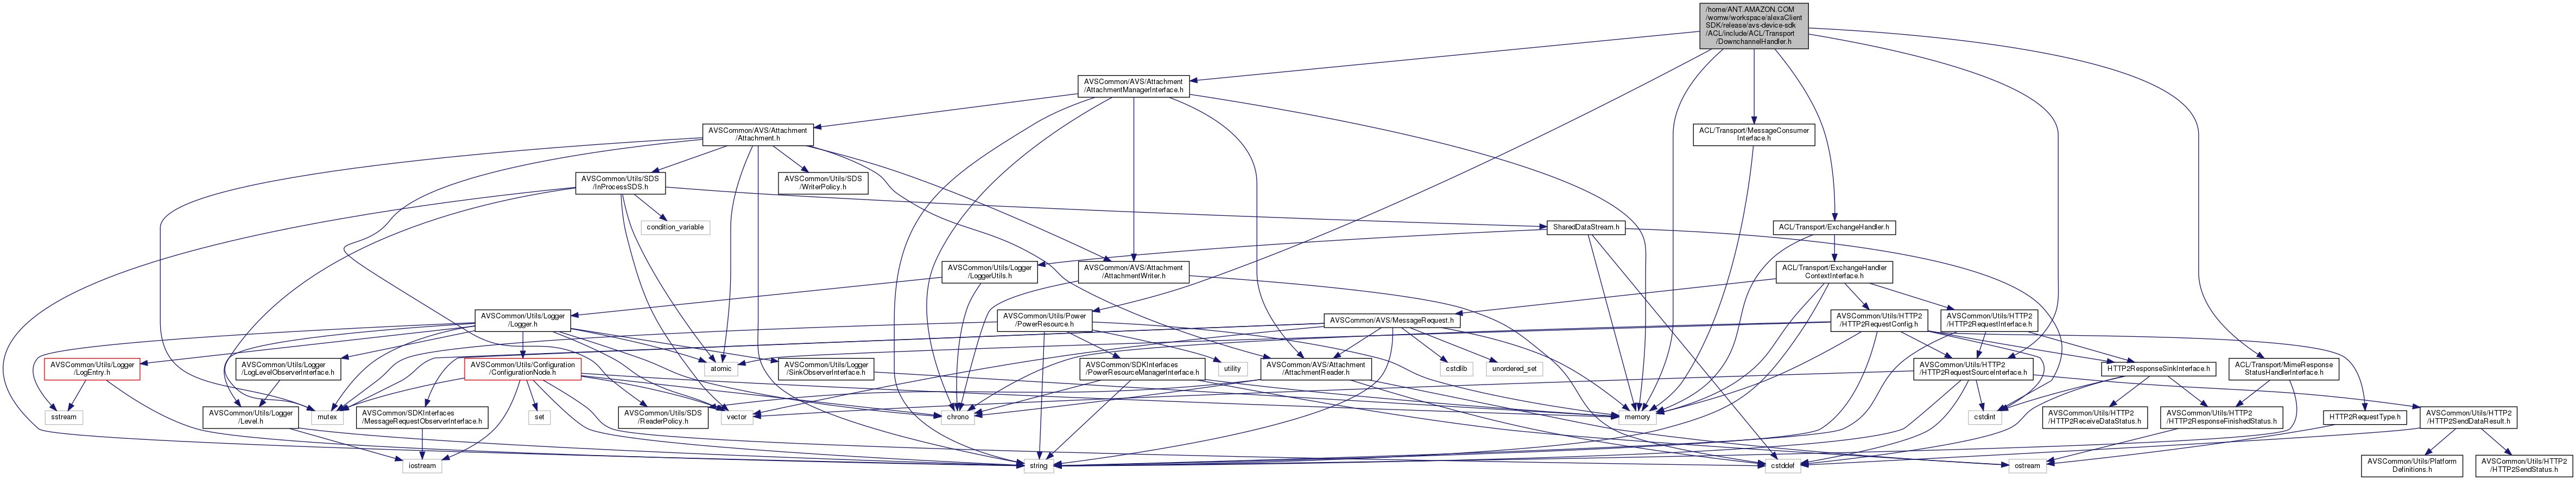 /home/ANT.AMAZON.COM
/womw/workspace/alexaClient
SDK/release/avs-device-sdk
/ACL/include/ACL/Transport
/DownchannelHandler.h
AVSCommon/AVS/Attachment
/AttachmentManagerInterface.h
AVSCommon/AVS/Attachment
/Attachment.h
ACL/Transport/MessageConsumer
Interface.h
AVSCommon/Utils/SDS
/InProcessSDS.h
AVSCommon/Utils/SDS
/WriterPolicy.h
condition_variable
SharedDataStream.h
ACL/Transport/ExchangeHandler.h
AVSCommon/Utils/Logger
/LoggerUtils.h
AVSCommon/AVS/Attachment
/AttachmentWriter.h
ACL/Transport/ExchangeHandler
ContextInterface.h
AVSCommon/Utils/Logger
/Logger.h
AVSCommon/Utils/Power
/PowerResource.h
AVSCommon/AVS/MessageRequest.h
AVSCommon/Utils/HTTP2
/HTTP2RequestConfig.h
AVSCommon/Utils/HTTP2
/HTTP2RequestInterface.h
AVSCommon/Utils/Logger
/LogEntry.h
AVSCommon/Utils/Logger
/LogLevelObserverInterface.h
AVSCommon/Utils/Configuration
/ConfigurationNode.h
atomic
AVSCommon/Utils/Logger
/SinkObserverInterface.h
AVSCommon/SDKInterfaces
/PowerResourceManagerInterface.h
utility
AVSCommon/AVS/Attachment
/AttachmentReader.h
cstdlib
unordered_set
AVSCommon/Utils/HTTP2
/HTTP2RequestSourceInterface.h
HTTP2ResponseSinkInterface.h
ACL/Transport/MimeResponse
StatusHandlerInterface.h
sstream
AVSCommon/Utils/Logger
/Level.h
mutex
AVSCommon/SDKInterfaces
/MessageRequestObserverInterface.h
set
AVSCommon/Utils/SDS
/ReaderPolicy.h
vector
chrono
memory
cstdint
AVSCommon/Utils/HTTP2
/HTTP2ReceiveDataStatus.h
AVSCommon/Utils/HTTP2
/HTTP2ResponseFinishedStatus.h
HTTP2RequestType.h
AVSCommon/Utils/HTTP2
/HTTP2SendDataResult.h
iostream
string
cstddef
ostream
AVSCommon/Utils/Platform
Definitions.h
AVSCommon/Utils/HTTP2
/HTTP2SendStatus.h